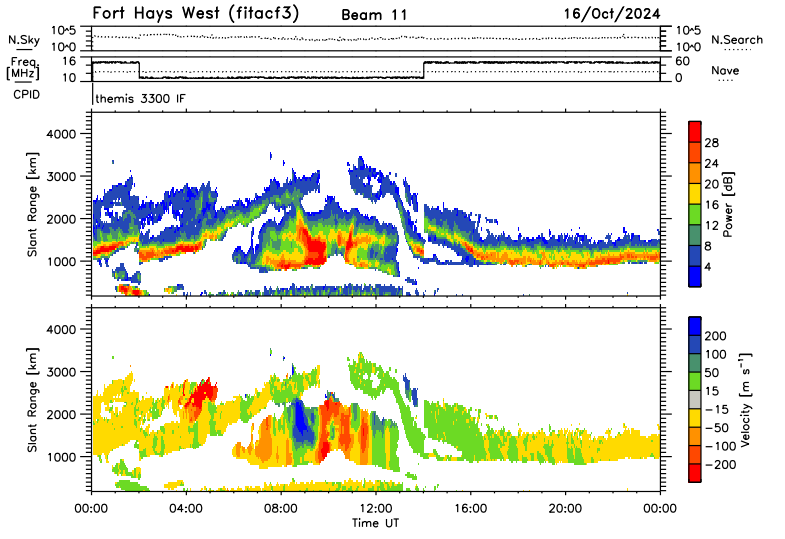 Fort Hays West (fitacf3) Beam 11 16/Oct/2024
N.Sky 10^5 10^0 10^5 10^0 N.Search
Freq. [MHz] 16 10 60 0 Nave
CPID themis 3300 IF
Slant Range [km] 4000 3000 2000 1000
Power [dB] 28 24 20 16 12 8 4
Slant Range [km] 4000 3000 2000 1000
Velocity [m s⁻¹] 200 100 50 15 −15 −50 −100 −200
00:00 04:00 08:00 12:00 16:00 20:00 00:00
Time UT